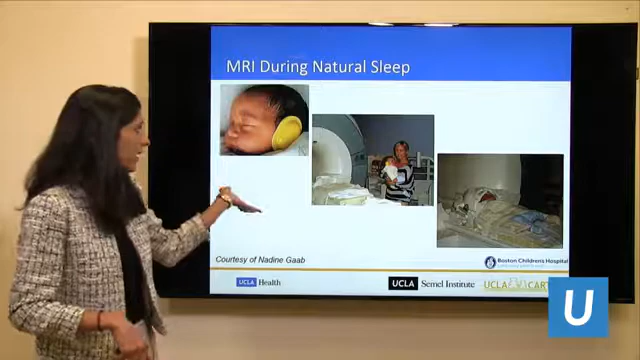 MRI During Natural Sleep
Courtesy of Nadine Gaab
Boston Children's Hospital
UCLA Health
UCLA Semel Institute
UCLA CART
U